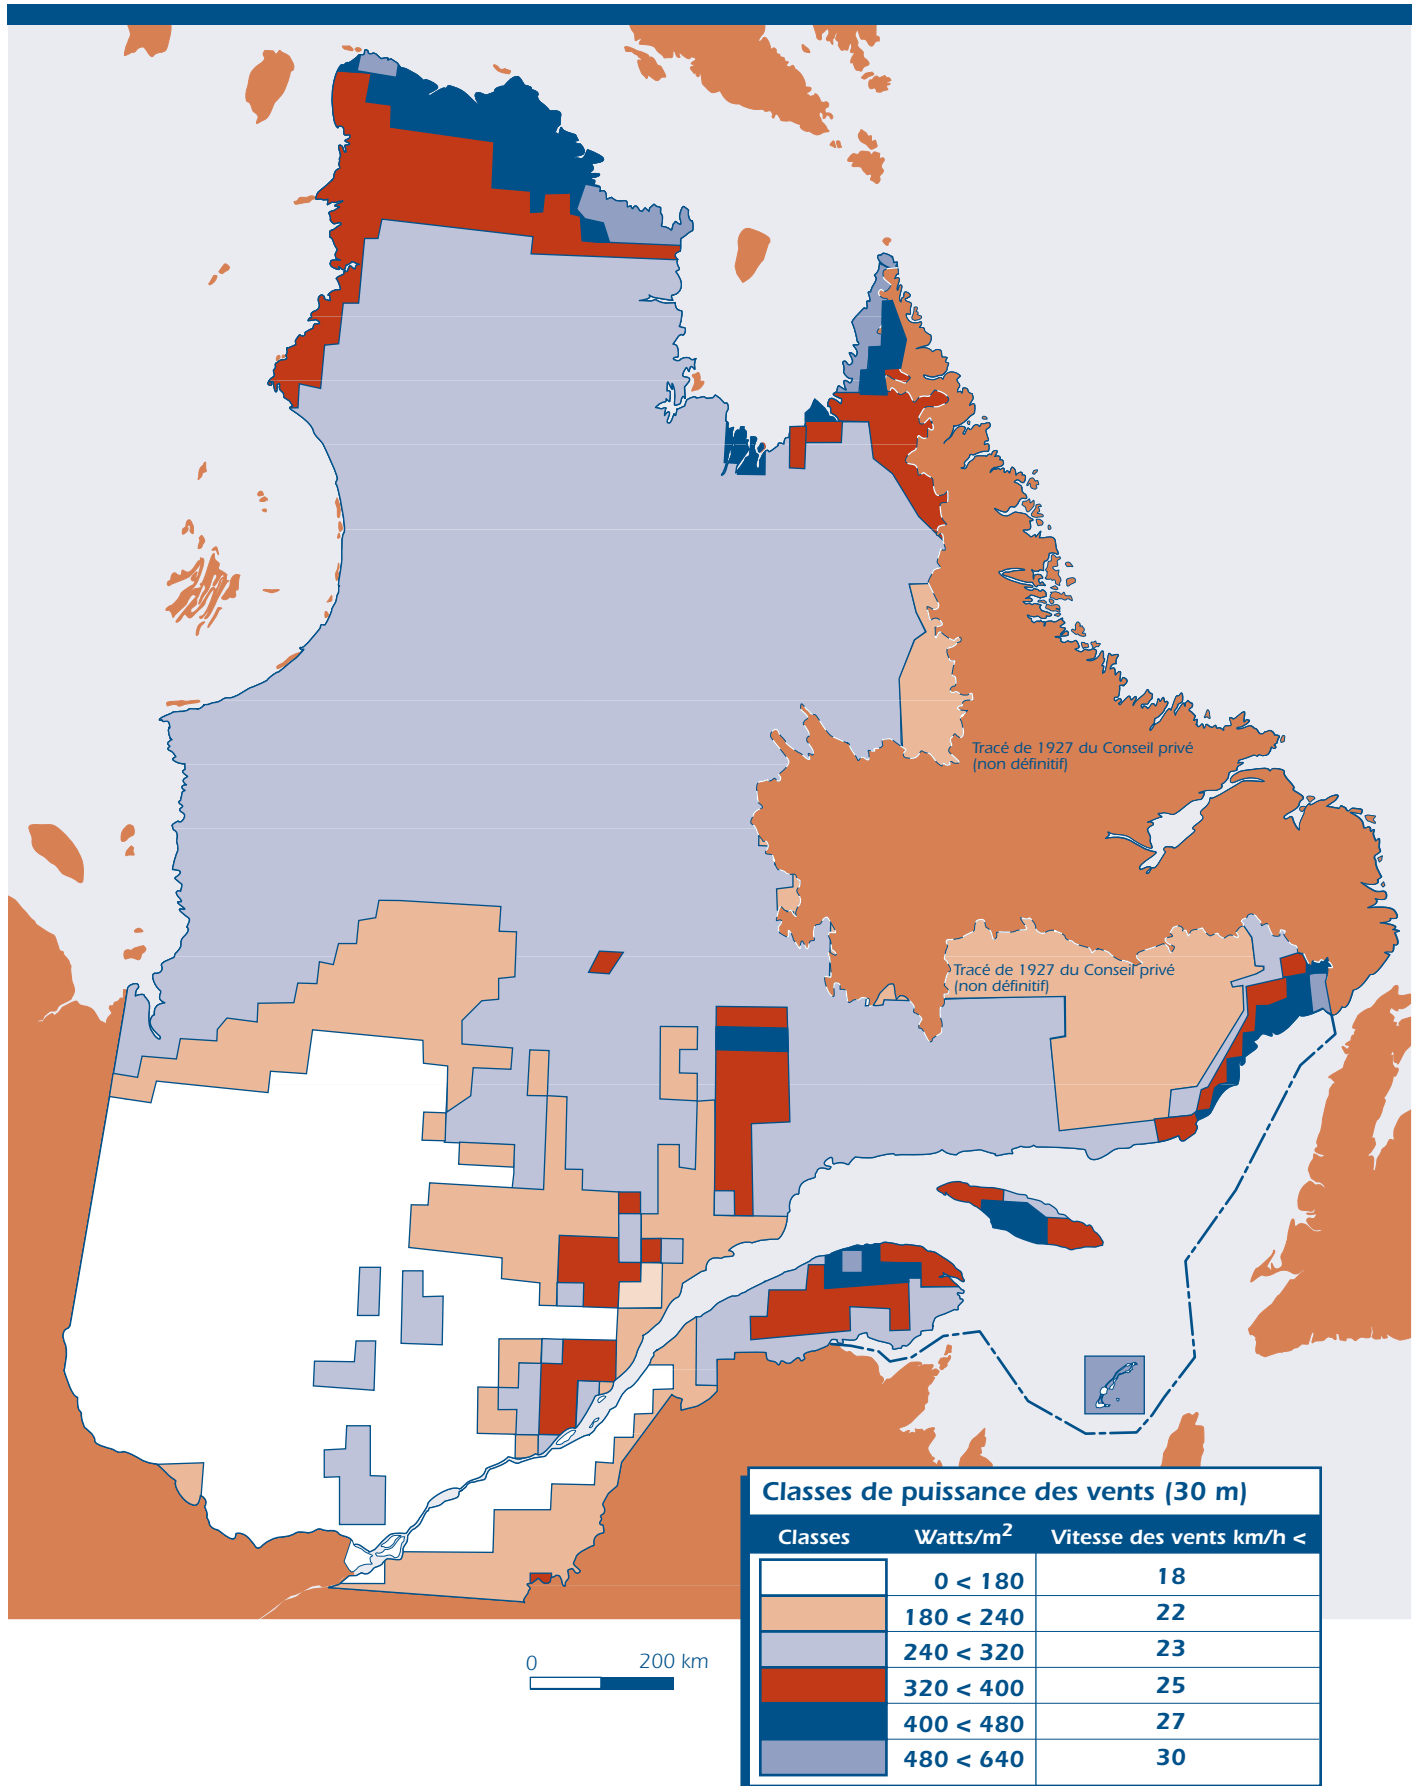 Tracé de 1927 du Conseil privé
(non définitif)
Tracé de 1927 du Conseil privé
(non définitif)
Classes de puissance des vents (30 m)
Classes Watts/m² Vitesse des vents km/h <
0 < 180 18
180 < 240 22
240 < 320 23
320 < 400 25
400 < 480 27
480 < 640 30
0 200 km